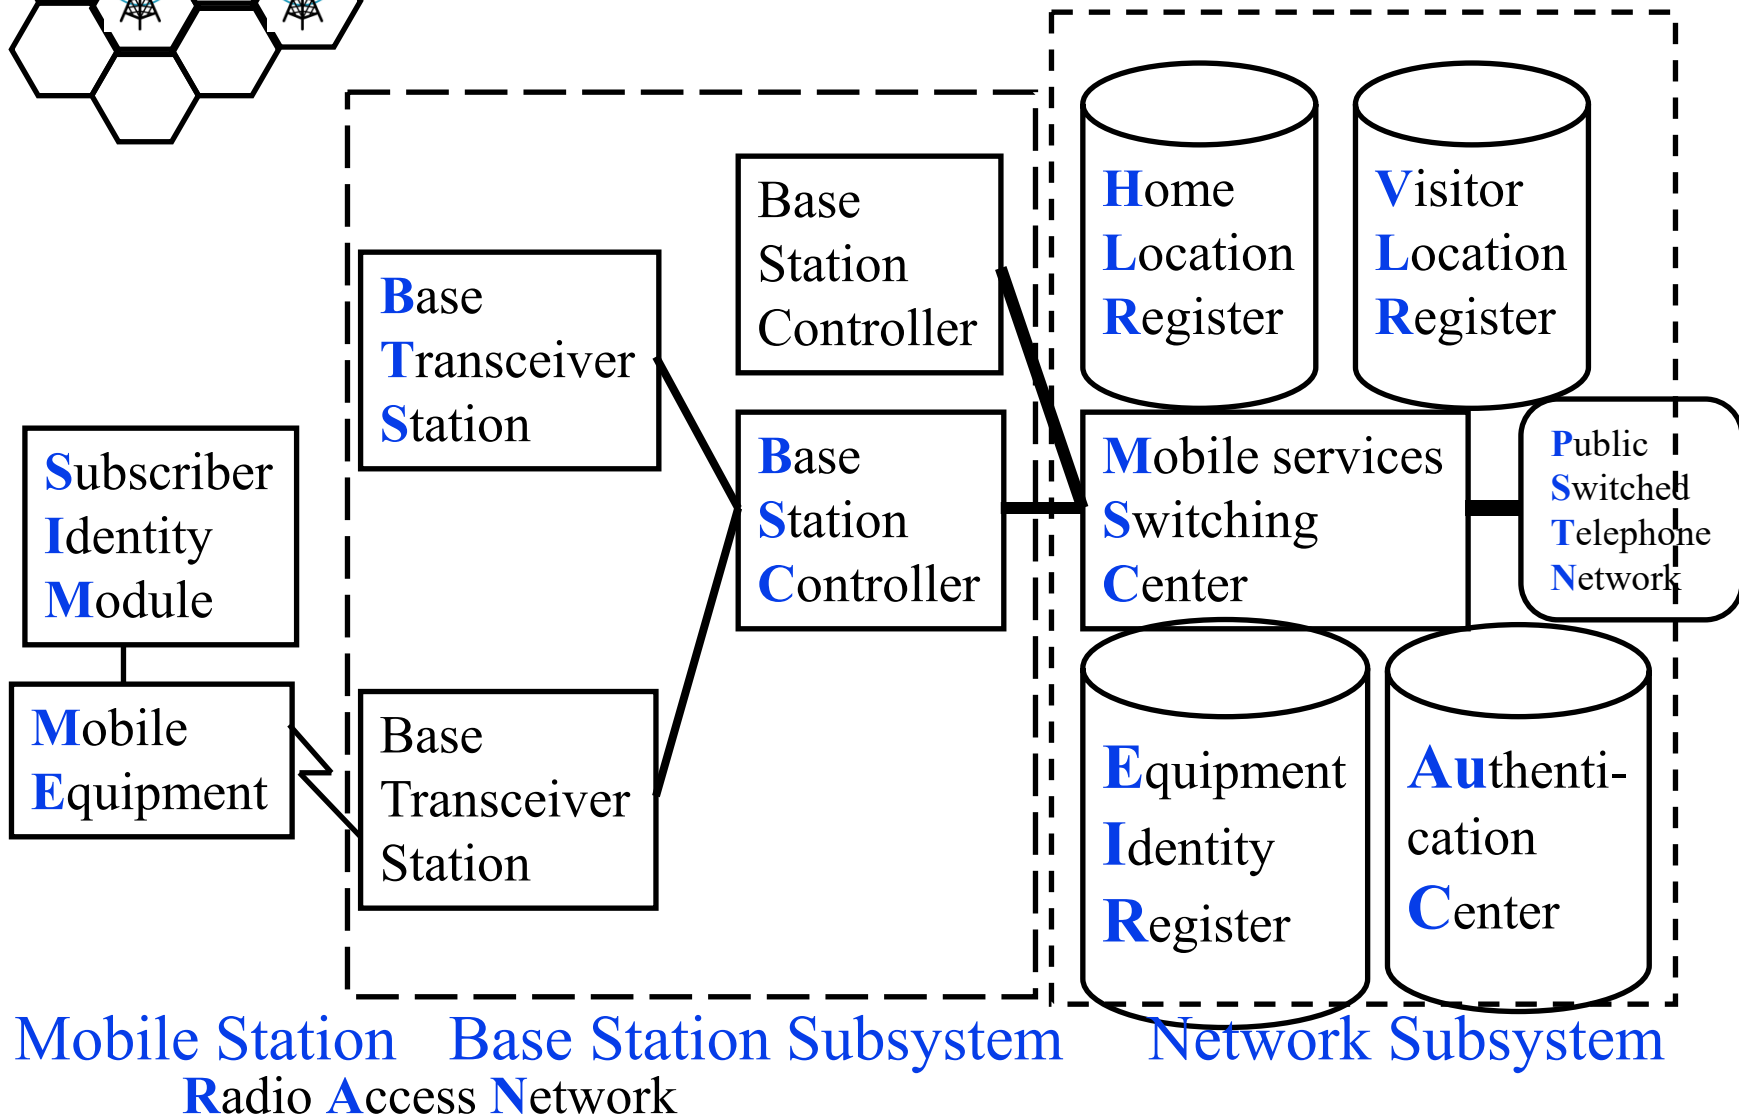 Subscriber
Identity
Module
Mobile
Equipment
Base
Transceiver
Station
Base
Transceiver
Station
Base
Station
Controller
Base
Station
Controller
Home
Location
Register
Visitor
Location
Register
Mobile services
Switching
Center
Public
Switched
Telephone
Network
Equipment
Identity
Register
Authenti-
cation
Center
Mobile Station
Base Station Subsystem
Network Subsystem
Radio Access Network